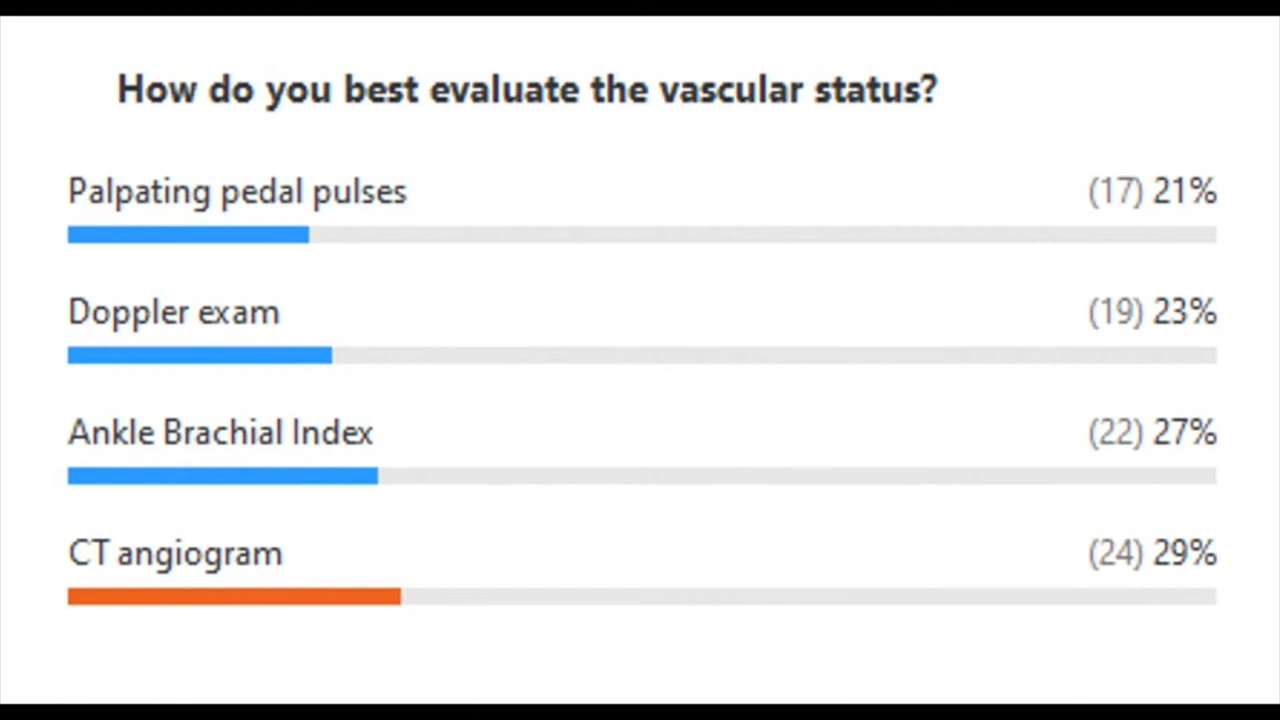 How do you best evaluate the vascular status?
Palpating pedal pulses (17) 21%
Doppler exam (19) 23%
Ankle Brachial Index (22) 27%
CT angiogram (24) 29%